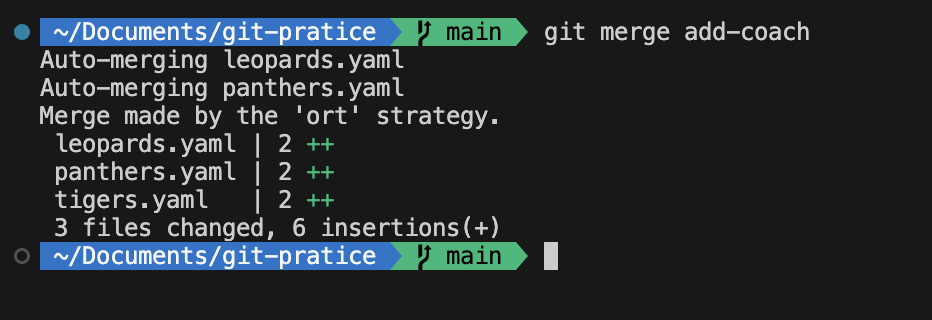 ~/Documents/git-pratice main git merge add-coach
Auto-merging leopards.yaml
Auto-merging panthers.yaml
Merge made by the 'ort' strategy.
 leopards.yaml | 2 ++
 panthers.yaml | 2 ++
 tigers.yaml   | 2 ++
 3 files changed, 6 insertions(+)
~/Documents/git-pratice main